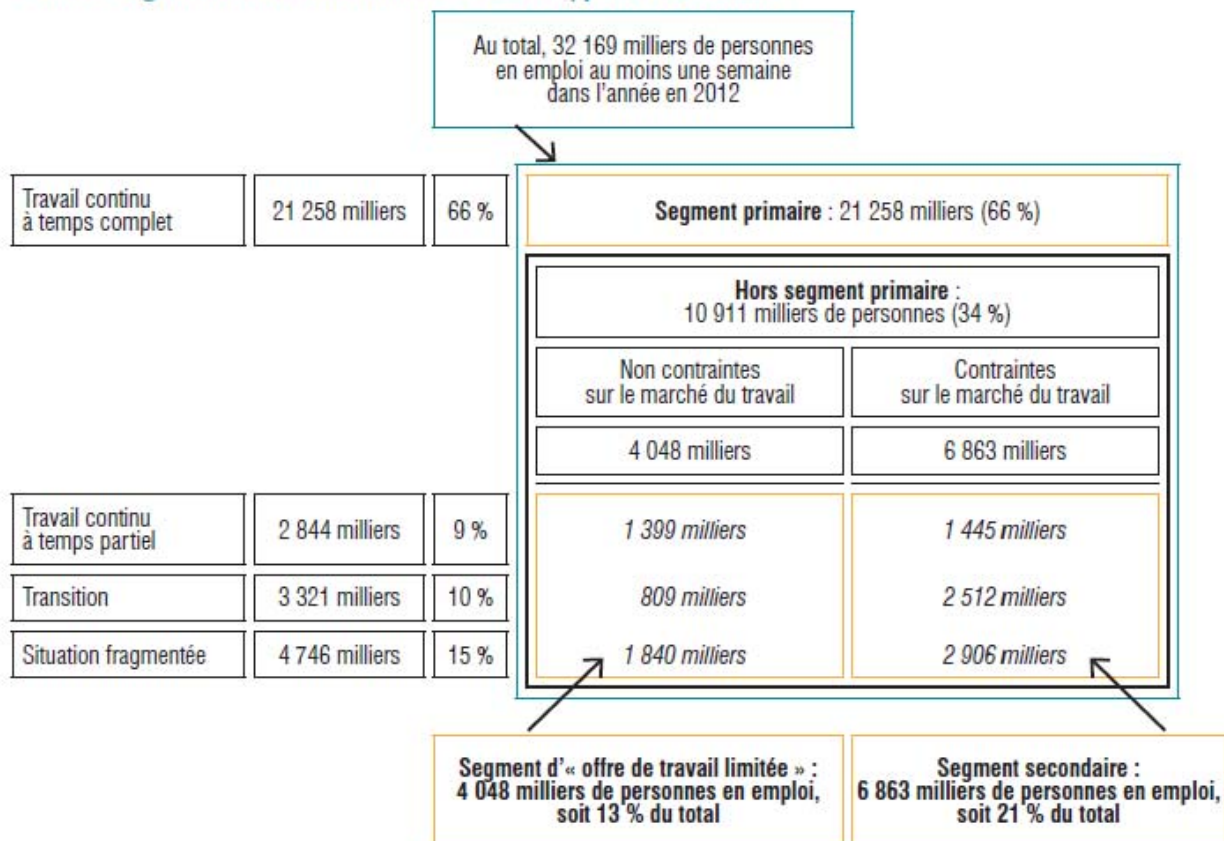 Au total, 32 169 milliers de personnes
en emploi au moins une semaine
dans l'année en 2012
Travail continu
à temps complet
21 258 milliers
66 %
Segment primaire : 21 258 milliers (66 %)
Hors segment primaire :
10 911 milliers de personnes (34 %)
Non contraintes
sur le marché du travail
Contraintes
sur le marché du travail
4 048 milliers
6 863 milliers
Travail continu
à temps partiel
2 844 milliers
9 %
1 399 milliers
1 445 milliers
Transition
3 321 milliers
10 %
809 milliers
2 512 milliers
Situation fragmentée
4 746 milliers
15 %
1 840 milliers
2 906 milliers
Segment d'« offre de travail limitée » :
4 048 milliers de personnes en emploi,
soit 13 % du total
Segment secondaire :
6 863 milliers de personnes en emploi,
soit 21 % du total